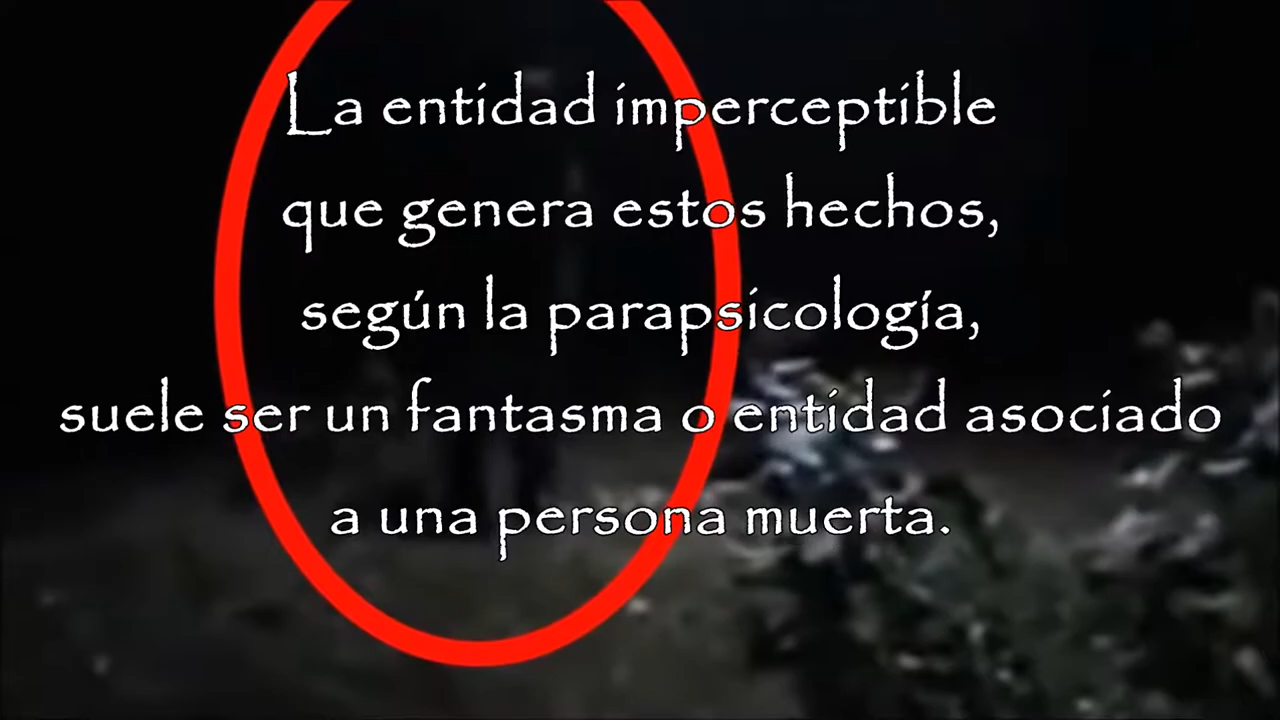 La entidad imperceptible
que genera estos hechos,
según la parapsicología,
suele ser un fantasma o entidad asociado
a una persona muerta.